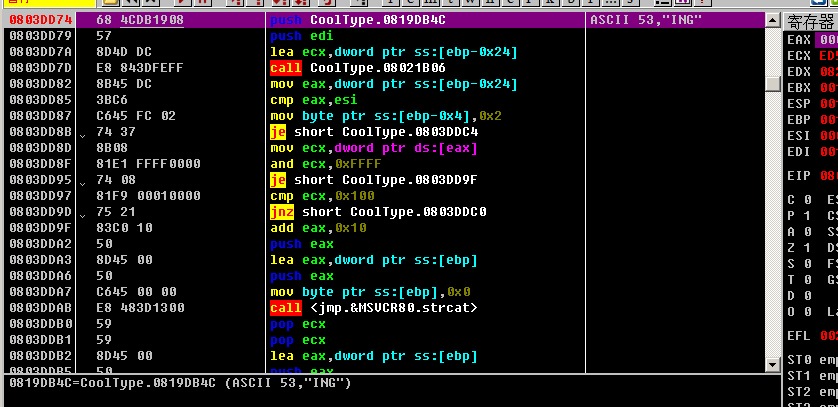 寄存器
0803DD74 68 4CDB1908 push CoolType.0819DB4C ASCII 53,"ING"
0803DD79 57 push edi
0803DD7A 8D4D DC lea ecx,dword ptr ss:[ebp-0x24]
0803DD7D E8 843DFEFF call CoolType.08021B06
0803DD82 8B45 DC mov eax,dword ptr ss:[ebp-0x24]
0803DD85 3BC6 cmp eax,esi
0803DD87 C645 FC 02 mov byte ptr ss:[ebp-0x4],0x2
0803DD8B 74 37 je short CoolType.0803DDC4
0803DD8D 8B08 mov ecx,dword ptr ds:[eax]
0803DD8F 81E1 FFFF0000 and ecx,0xFFFF
0803DD95 74 08 je short CoolType.0803DD9F
0803DD97 81F9 00010000 cmp ecx,0x100
0803DD9D 75 21 jnz short CoolType.0803DDC0
0803DD9F 83C0 10 add eax,0x10
0803DDA2 50 push eax
0803DDA3 8D45 00 lea eax,dword ptr ss:[ebp]
0803DDA6 50 push eax
0803DDA7 C645 00 00 mov byte ptr ss:[ebp],0x0
0803DDAB E8 483D1300 call <jmp.&MSVCR80.strcat>
0803DDB0 59 pop ecx
0803DDB1 59 pop ecx
0803DDB2 8D45 00 lea eax,dword ptr ss:[ebp]
0803DDB5 50 push eax
EAX
ECX
EDX
EBX
ESP
EBP
ESI
EDI
EIP
C 0
P 1
A 0
Z 1
S 0
T 0
D 0
O 0
EFL
ST0 emp
ST1 emp
ST2 emp
0819DB4C=CoolType.0819DB4C (ASCII 53,"ING")